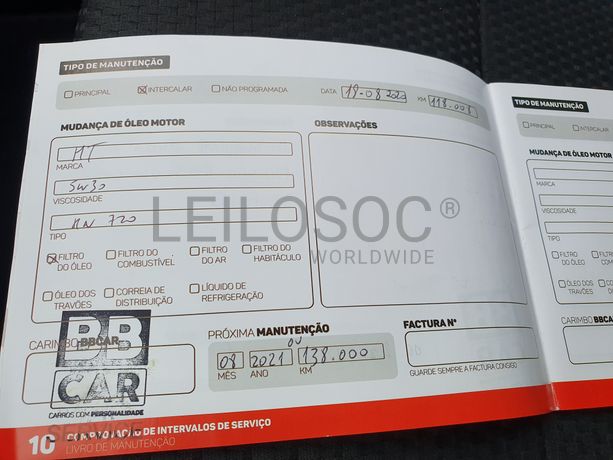 TIPO DE MANUTENÇÃO
PRINCIPAL INTERCALAR NÃO PROGRAMADA DATA 19-08-2020 KM 118.008
MUDANÇA DE ÓLEO MOTOR
OBSERVAÇÕES
MT
MARCA
5W30
VISCOSIDADE
RN 720
TIPO
FILTRO DO ÓLEO
FILTRO DO COMBUSTÍVEL
FILTRO DO AR
FILTRO DO HABITÁCULO
ÓLEO DOS TRAVÕES
CORREIA DE DISTRIBUIÇÃO
LÍQUIDO DE REFRIGERAÇÃO
LEILOSOC®
WORLDWIDE
CARIMBO BBCAR
BB
CAR
CARROS COM PERSONALIDADE
SERVICE
PRÓXIMA MANUTENÇÃO
OU
08 2021 138.000
MÊS ANO KM
FACTURA Nº
GUARDE SEMPRE A FACTURA CONSIGO
10 COMPROVAÇÃO DE INTERVALOS DE SERVIÇO
LIVRO DE MANUTENÇÃO
TIPO DE MANUTENÇÃO
PRINCIPAL INTERCALAR
MUDANÇA DE ÓLEO MOTOR
MARCA
VISCOSIDADE
TIPO
FILTRO DO ÓLEO
FILTRO
ÓLEO DOS TRAVÕES
CARIMBO BBCAR